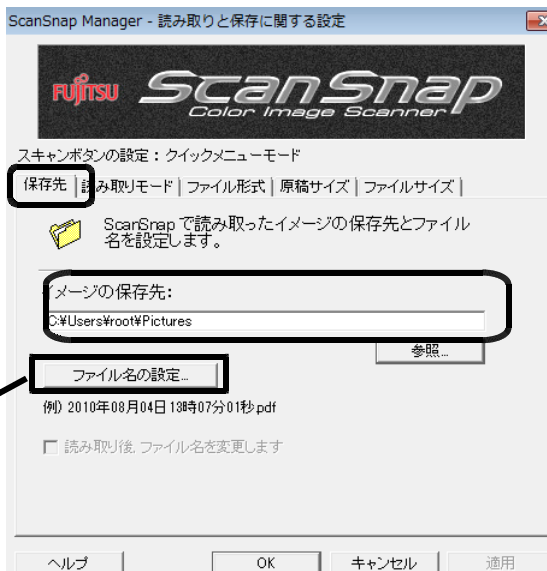 ScanSnap Manager - 読み取りと保存に関する設定
FUJITSU ScanSnap
Color Image Scanner
スキャンボタンの設定：クイックメニューモード
保存先 読み取りモード ファイル形式 原稿サイズ ファイルサイズ
ScanSnap で読み取ったイメージの保存先とファイル
名を設定します。
イメージの保存先:
C:¥Users¥root¥Pictures
参照...
ファイル名の設定...
例) 2010年08月04日13時07分01秒.pdf
読み取り後、ファイル名を変更します
ヘルプ OK キャンセル 適用